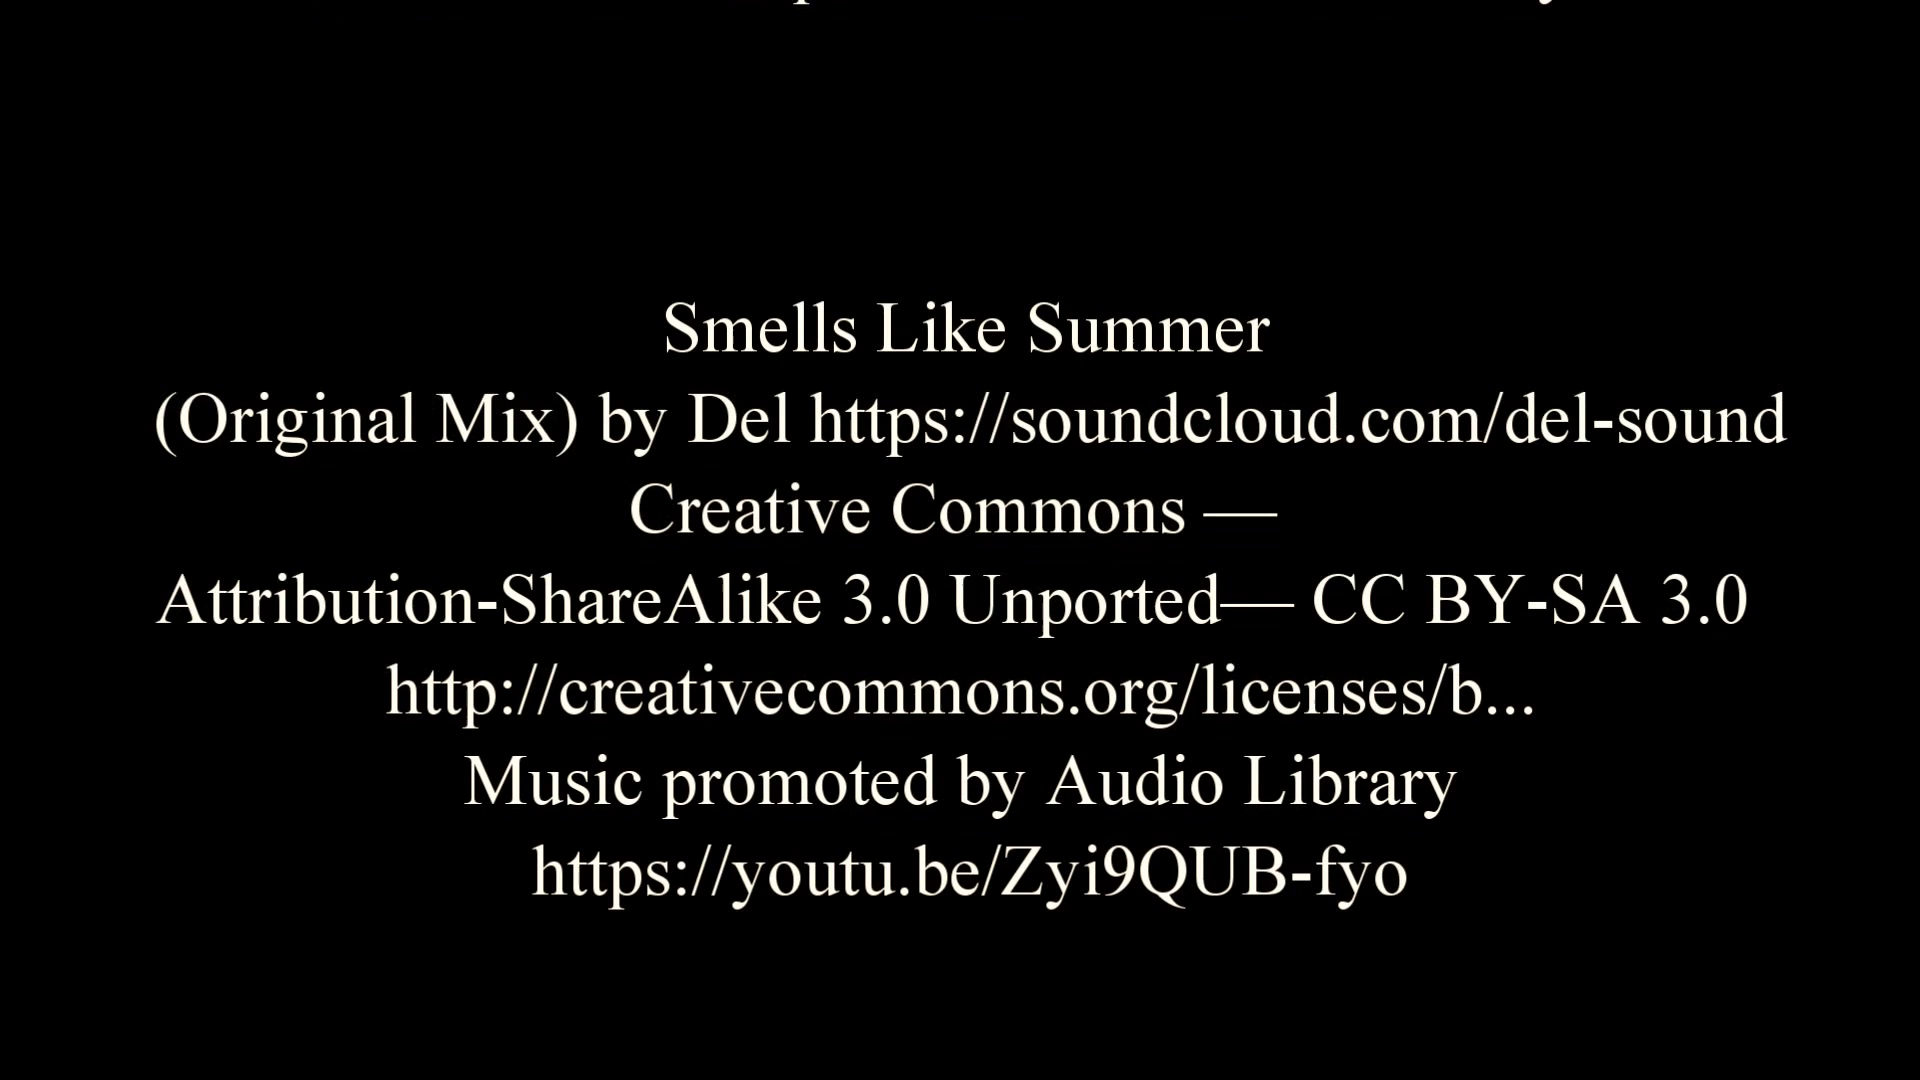 Smells Like Summer
(Original Mix) by Del https://soundcloud.com/del-sound
Creative Commons —
Attribution-ShareAlike 3.0 Unported— CC BY-SA 3.0
http://creativecommons.org/licenses/b...
Music promoted by Audio Library
https://youtu.be/Zyi9QUB-fyo